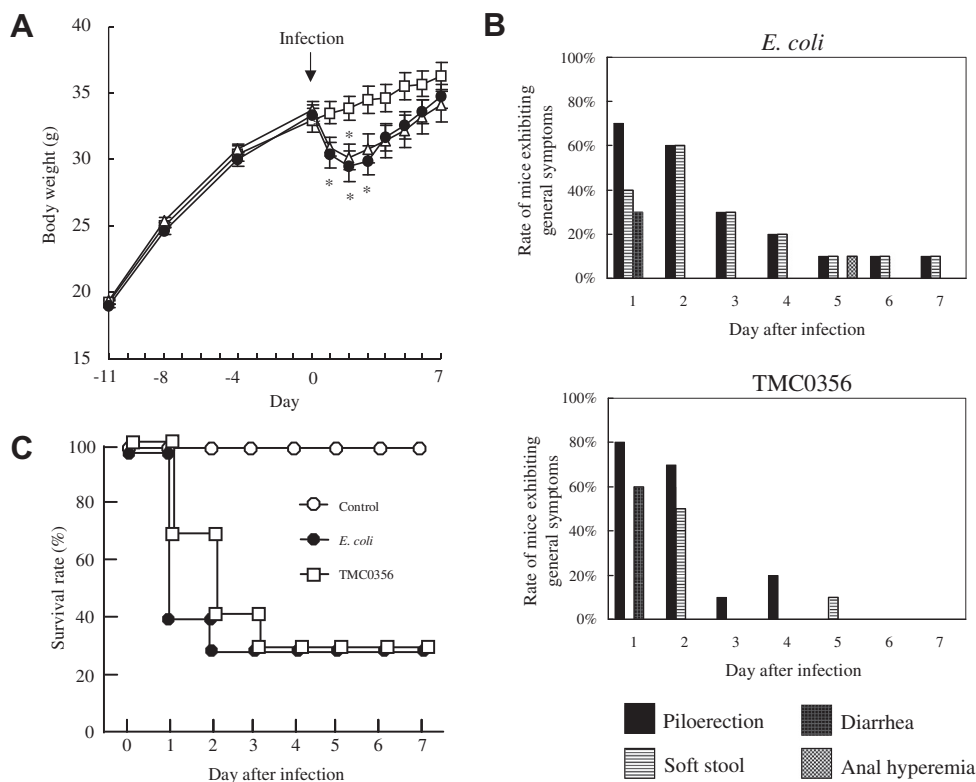 A
40
35
30
25
20
15
Body weight (g)
Infection
*
*
*
*
-11
-8
-4
0
7
Day
B
E. coli
100%
80%
60%
40%
20%
0%
Rate of mice exhibiting
general symptoms
1 2 3 4 5 6 7
Day after infection
TMC0356
100%
80%
60%
40%
20%
0%
Rate of mice exhibiting
general symptoms
1 2 3 4 5 6 7
Day after infection
Piloerection
Diarrhea
Soft stool
Anal hyperemia
C
100
80
60
40
20
0
Survival rate (%)
Control
E. coli
TMC0356
0 1 2 3 4 5 6 7
Day after infection